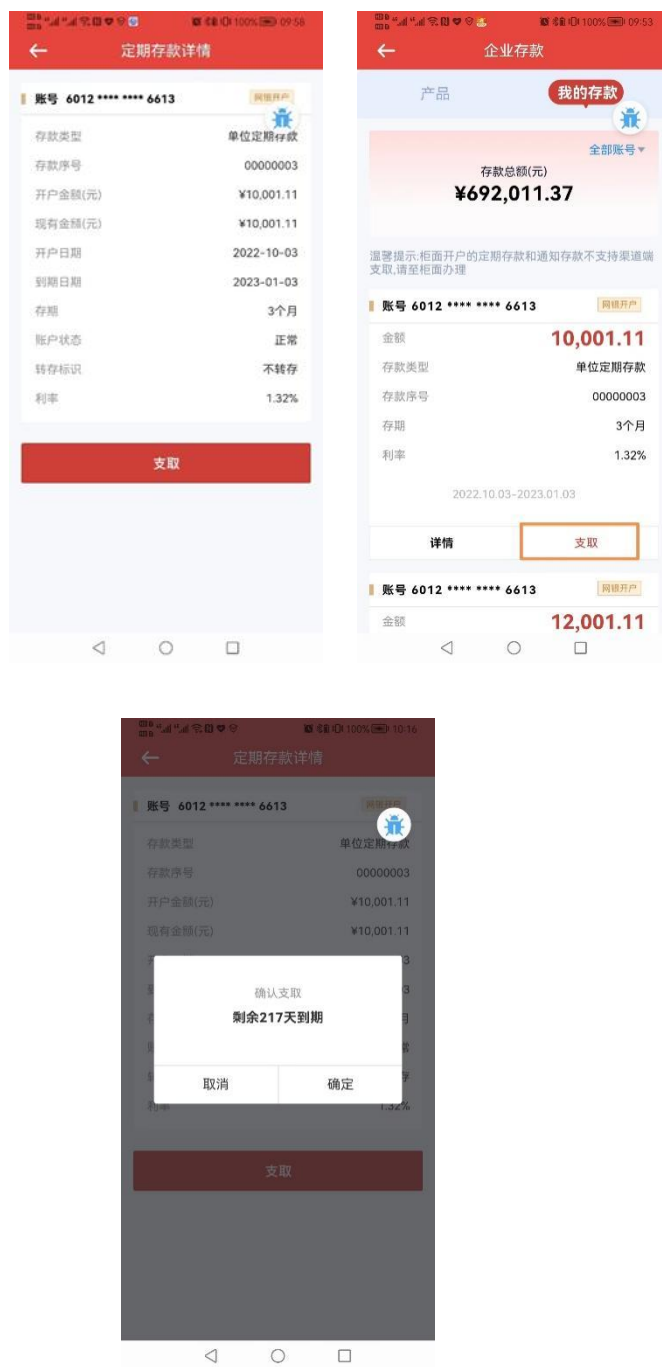 100% 09:58
定期存款详情
账号 6012 **** **** 6613
网银开户
存款类型 单位定期存款
存款序号 00000003
开户金额(元) ¥10,001.11
现有金额(元) ¥10,001.11
开户日期 2022-10-03
到期日期 2023-01-03
存期 3个月
账户状态 正常
转存标识 不转存
利率 1.32%
支取
100% 09:53
企业存款
产品 我的存款
全部账号
存款总额(元)
¥692,011.37
温馨提示:柜面开户的定期存款和通知存款不支持渠道端
支取,请至柜面办理
账号 6012 **** **** 6613 网银开户
金额 10,001.11
存款类型 单位定期存款
存款序号 00000003
存期 3个月
利率 1.32%
2022.10.03-2023.01.03
详情 支取
账号 6012 **** **** 6613 网银开户
金额 12,001.11
100% 10:16
定期存款详情
账号 6012 **** **** 6613
存款类型 单位定期存款
存款序号 00000003
开户金额(元) ¥10,001.11
现有金额(元) ¥10,001.11
确认支取
剩余217天到期
取消 确定
利率 1.32%
支取